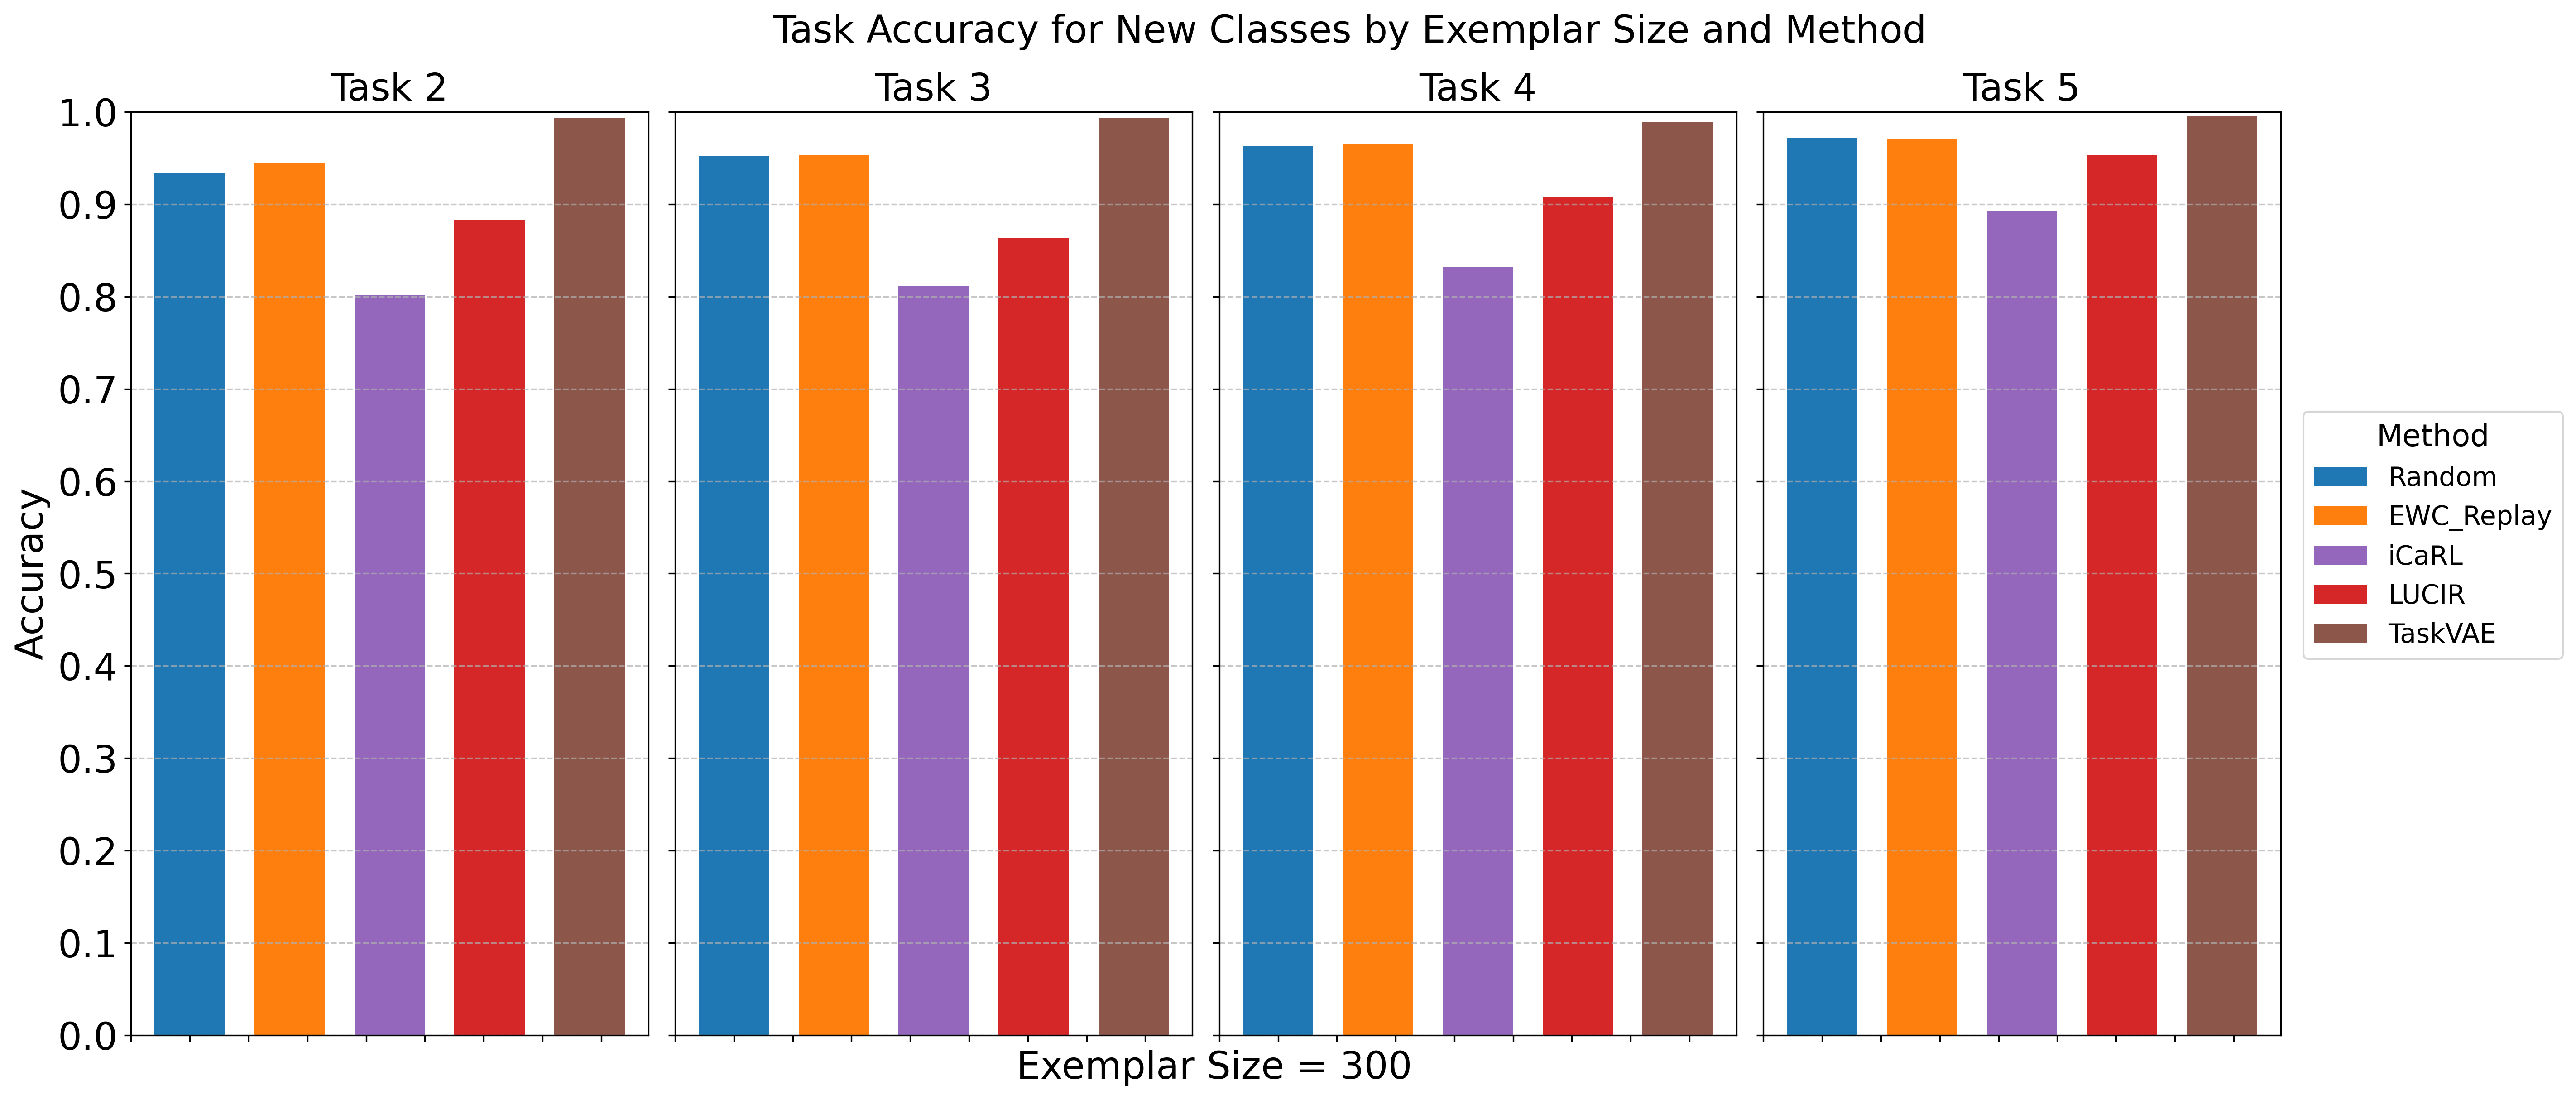 Task Accuracy for New Classes by Exemplar Size and Method
Task 2
Task 3
Task 4
Task 5
1.0
0.9
0.8
0.7
0.6
0.5
0.4
0.3
0.2
0.1
0.0
Accuracy
Exemplar Size = 300
Method
Random
EWC_Replay
iCaRL
LUCIR
TaskVAE